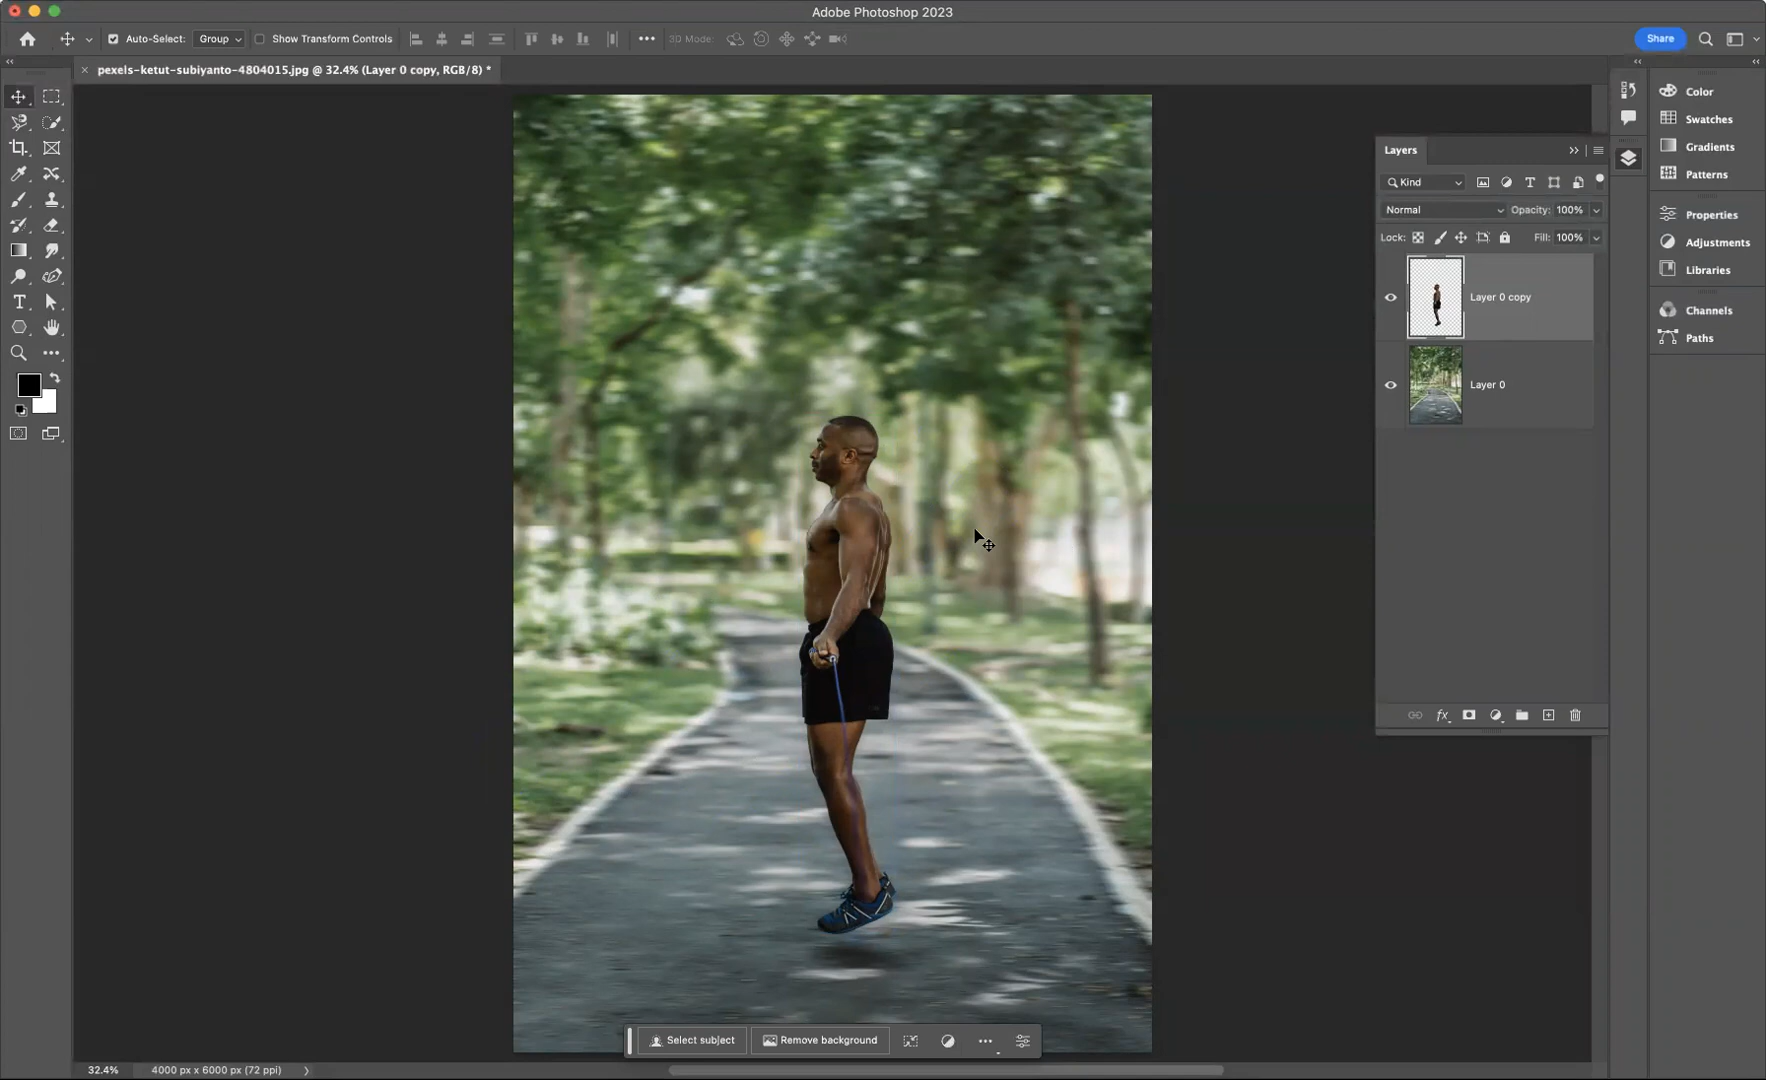 Adobe Photoshop 2023
Auto-Select: Group Show Transform Controls 3D Mode: Share
pexels-ketut-subiyanto-4804015.jpg @ 32.4% (Layer 0 copy, RGB/8) *
Layers
Kind
Normal Opacity: 100%
Lock: Fill: 100%
Layer 0 copy
Layer 0
Color
Swatches
Gradients
Patterns
Properties
Adjustments
Libraries
Channels
Paths
Select subject Remove background
32.4% 4000 px x 6000 px (72 ppi)